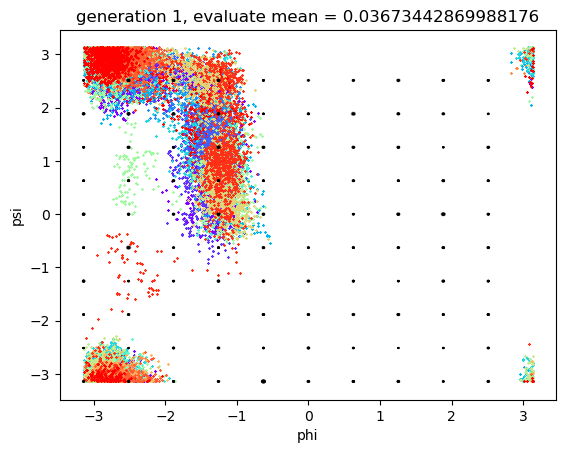 generation 1, evaluate mean = 0.03673442869988176
3
2
1
0
−1
−2
−3
psi
−3 −2 −1 0 1 2 3
phi